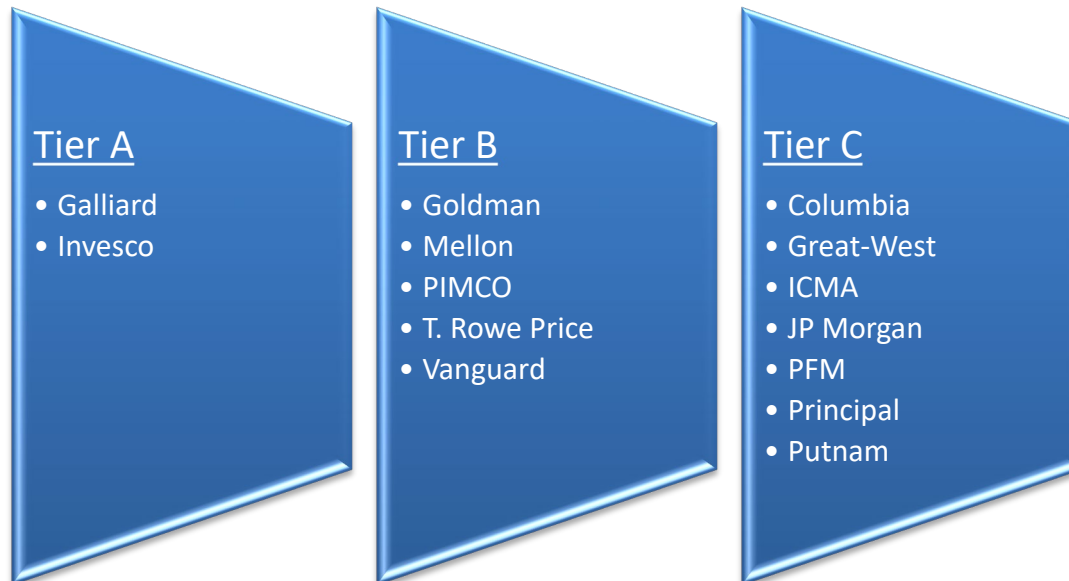 Tier A
• Galliard
• Invesco
Tier B
• Goldman
• Mellon
• PIMCO
• T. Rowe Price
• Vanguard
Tier C
• Columbia
• Great-West
• ICMA
• JP Morgan
• PFM
• Principal
• Putnam